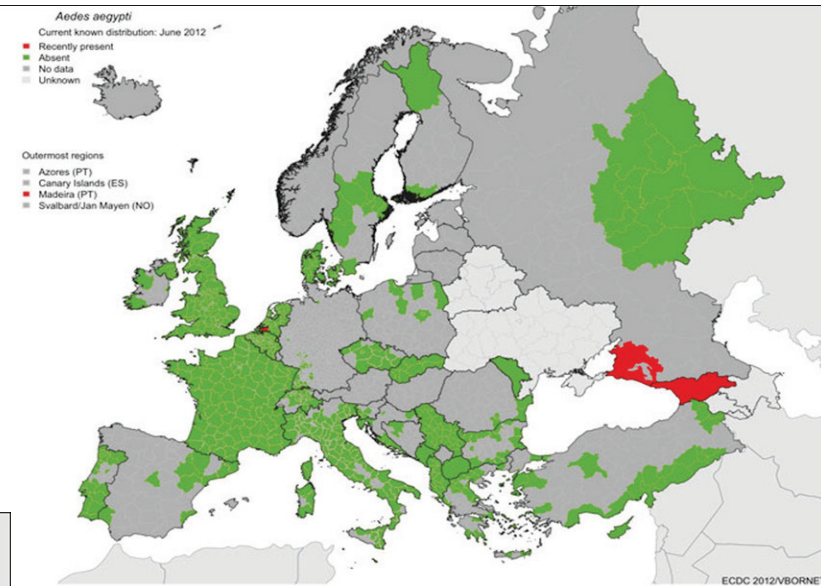 Aedes aegypti
Current known distribution: June 2012
Recently present
Absent
No data
Unknown
Outermost regions
Azores (PT)
Canary Islands (ES)
Madeira (PT)
Svalbard/Jan Mayen (NO)
ECDC 2012/VBORNE